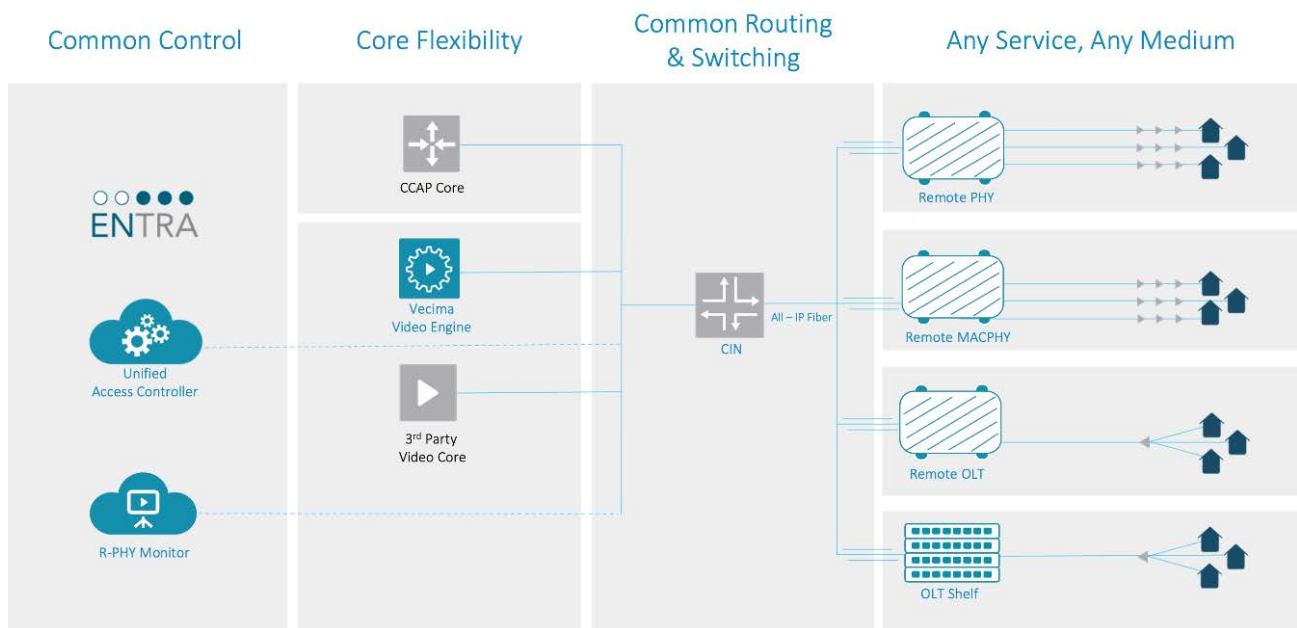 Common Control
Core Flexibility
Common Routing
& Switching
Any Service, Any Medium
ENTRA
Unified
Access Controller
R-PHY Monitor
CCAP Core
Vecima
Video Engine
3rd Party
Video Core
CIN
All – IP Fiber
Remote PHY
Remote MACPHY
Remote OLT
OLT Shelf